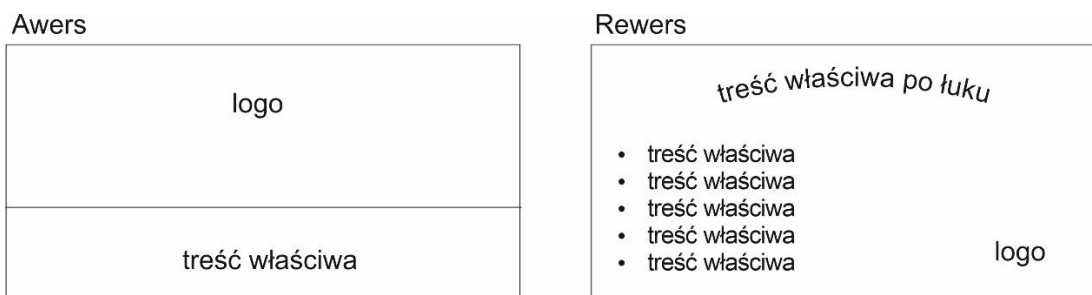 Awers
logo
treść właściwa
Rewers
treść właściwa po łuku
• treść właściwa
• treść właściwa
• treść właściwa
• treść właściwa
• treść właściwa
logo